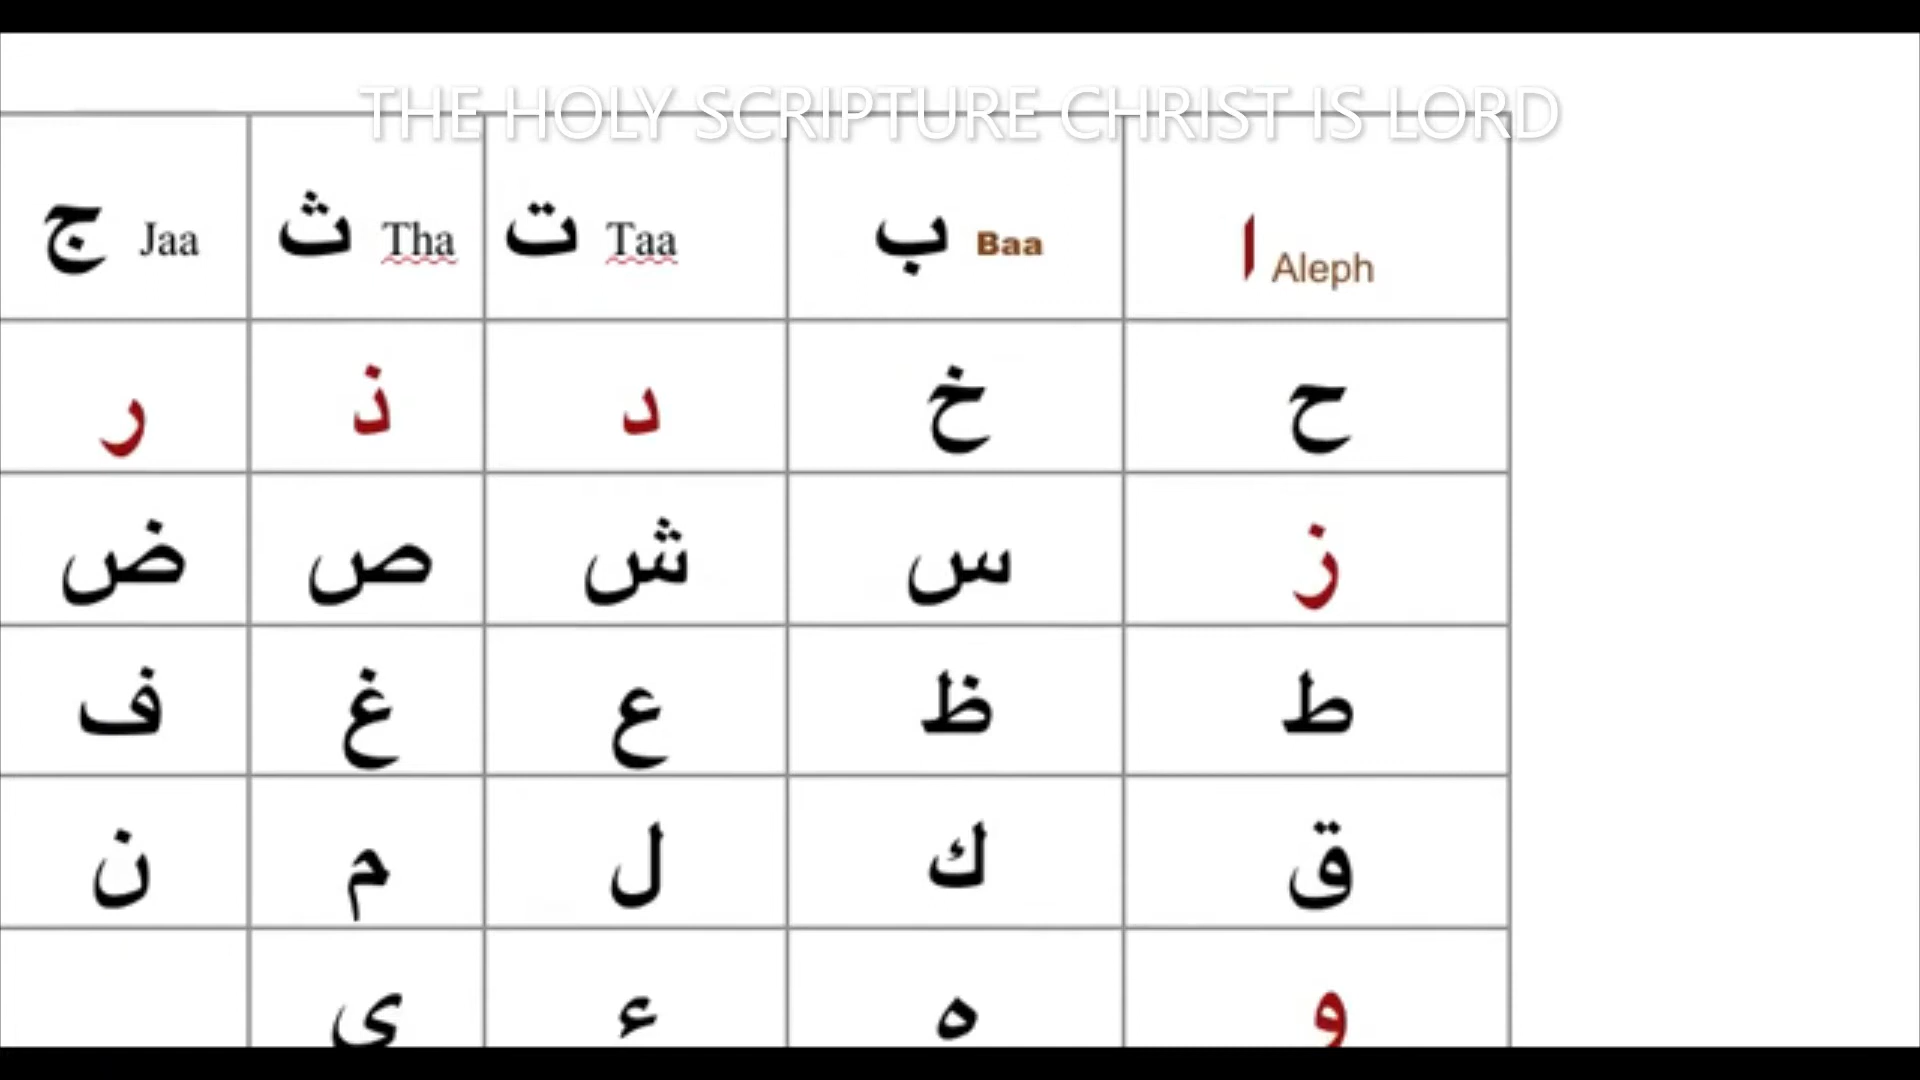 THE HOLY SCRIPTURE CHRIST IS LORD
ا Aleph ب Baa ت Taa ث Tha ج Jaa
ح خ د ذ ر
ز س ش ص ض
ط ظ ع غ ف
ق ك ل م ن
و ه ء ى